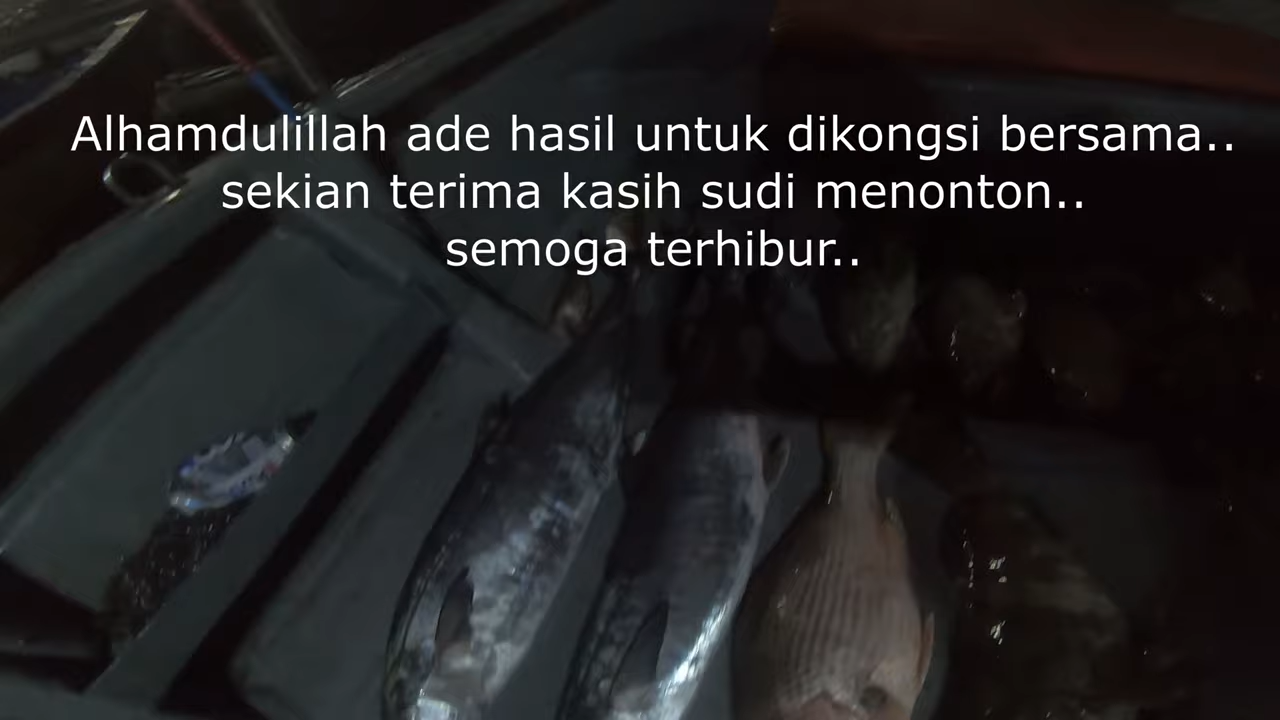 Alhamdulillah ade hasil untuk dikongsi bersama..
sekian terima kasih sudi menonton..
semoga terhibur..